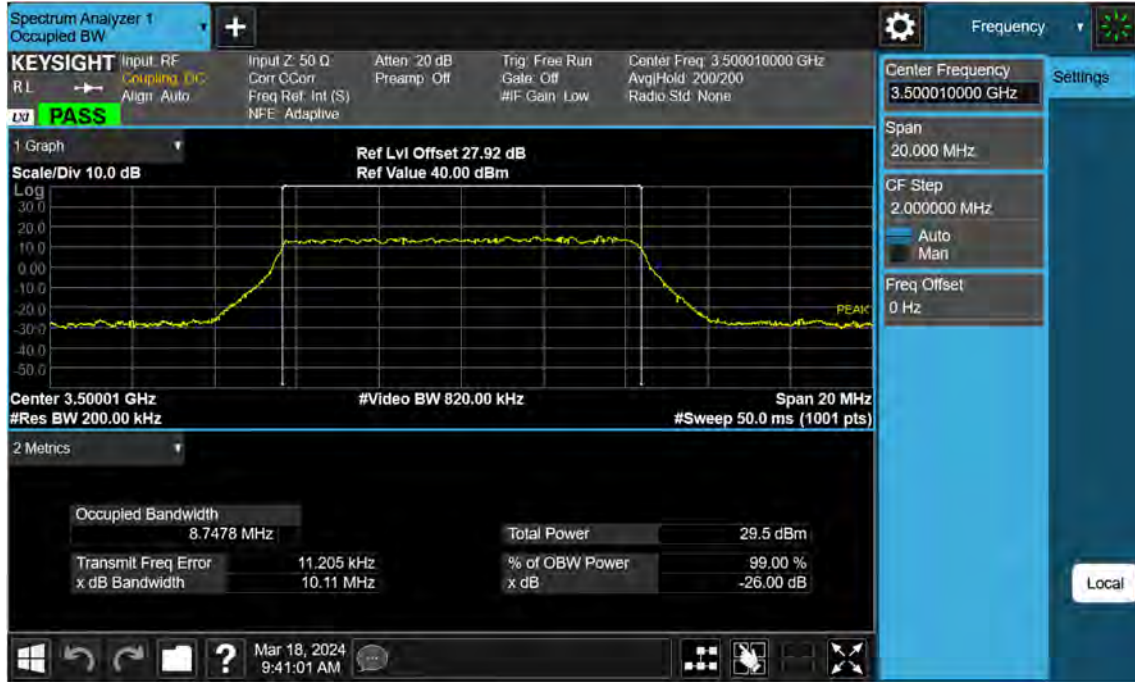 Spectrum Analyzer 1
Occupied BW
+
Frequency
KEYSIGHT
Input: RF
Coupling: DC
Align: Auto
Input Z: 50 Ω
Corr CCorr
Freq Ref: Int (S)
NFE: Adaptive
Atten: 20 dB
Preamp: Off
Trig: Free Run
Gate: Off
#IF Gain: Low
Center Freq: 3.500010000 GHz
Avg|Hold: 200/200
Radio Std: None
RL
LXI
PASS
1 Graph
Scale/Div 10.0 dB
Ref Lvl Offset 27.92 dB
Ref Value 40.00 dBm
Log
30.0
20.0
10.0
0.00
-10.0
-20.0
-30.0
-40.0
-50.0
PEAK
Center 3.50001 GHz
#Video BW 820.00 kHz
Span 20 MHz
#Res BW 200.00 kHz
#Sweep 50.0 ms (1001 pts)
2 Metrics
Occupied Bandwidth
8.7478 MHz
Total Power 29.5 dBm
Transmit Freq Error 11.205 kHz
% of OBW Power 99.00 %
x dB Bandwidth 10.11 MHz
x dB -26.00 dB
Center Frequency
3.500010000 GHz
Settings
Span
20.000 MHz
CF Step
2.000000 MHz
Auto
Man
Freq Offset
0 Hz
Local
?
Mar 18, 2024
9:41:01 AM